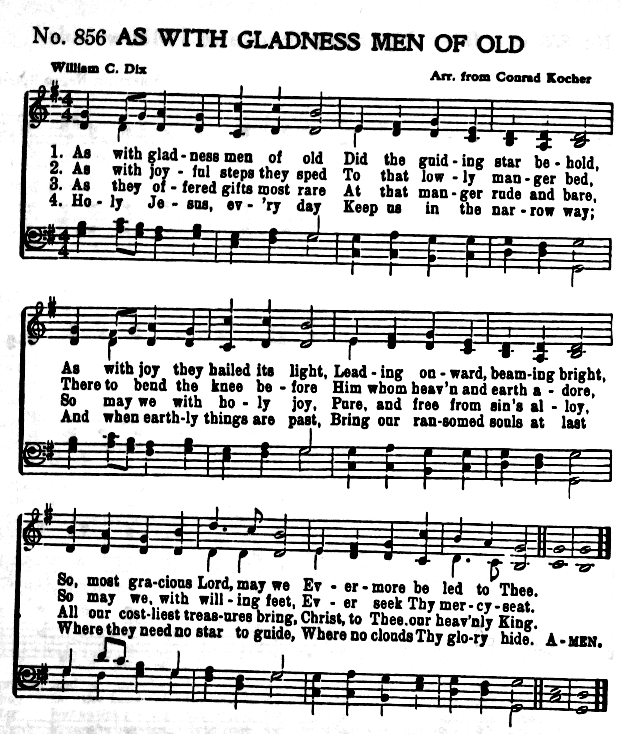 No. 856 AS WITH GLADNESS MEN OF OLD
William C. Dix
Arr. from Conrad Kocher
1. As with glad - ness men of old Did the guid - ing star be - hold,
2. As with joy - ful steps they sped To that low - ly man - ger bed,
3. As they of - fered gifts most rare At that man - ger rude and bare,
4. Ho - ly Je - sus, ev - 'ry day Keep us in the nar - row way;
As with joy they hailed its light, Lead - ing on - ward, beam - ing bright,
There to bend the knee be - fore Him whom heav'n and earth a - dore,
So may we with ho - ly joy, Pure, and free from sin's al - loy,
And when earth - ly things are past, Bring our ran - somed souls at last
So, most gra - cious Lord, may we Ev - er - more be led to Thee.
So may we, with will - ing feet, Ev - er seek Thy mer - cy - seat.
All our cost - liest treas - ures bring, Christ, to Thee. our heav'nly King.
Where they need no star to guide, Where no clouds Thy glo - ry hide. A - MEN.